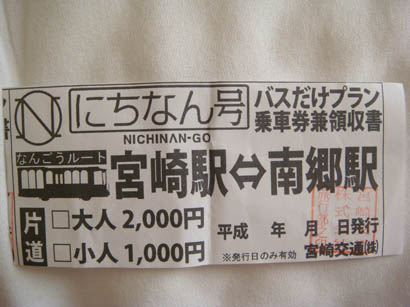 にちなん号
NICHINAN-GO
バスだけプラン
乗車券兼領収書
なんごうルート
宮崎駅⇔南郷駅
片道
□大人2,000円
□小人1,000円
平成 年 月 日発行
※発行日のみ有効 宮崎交通㈱